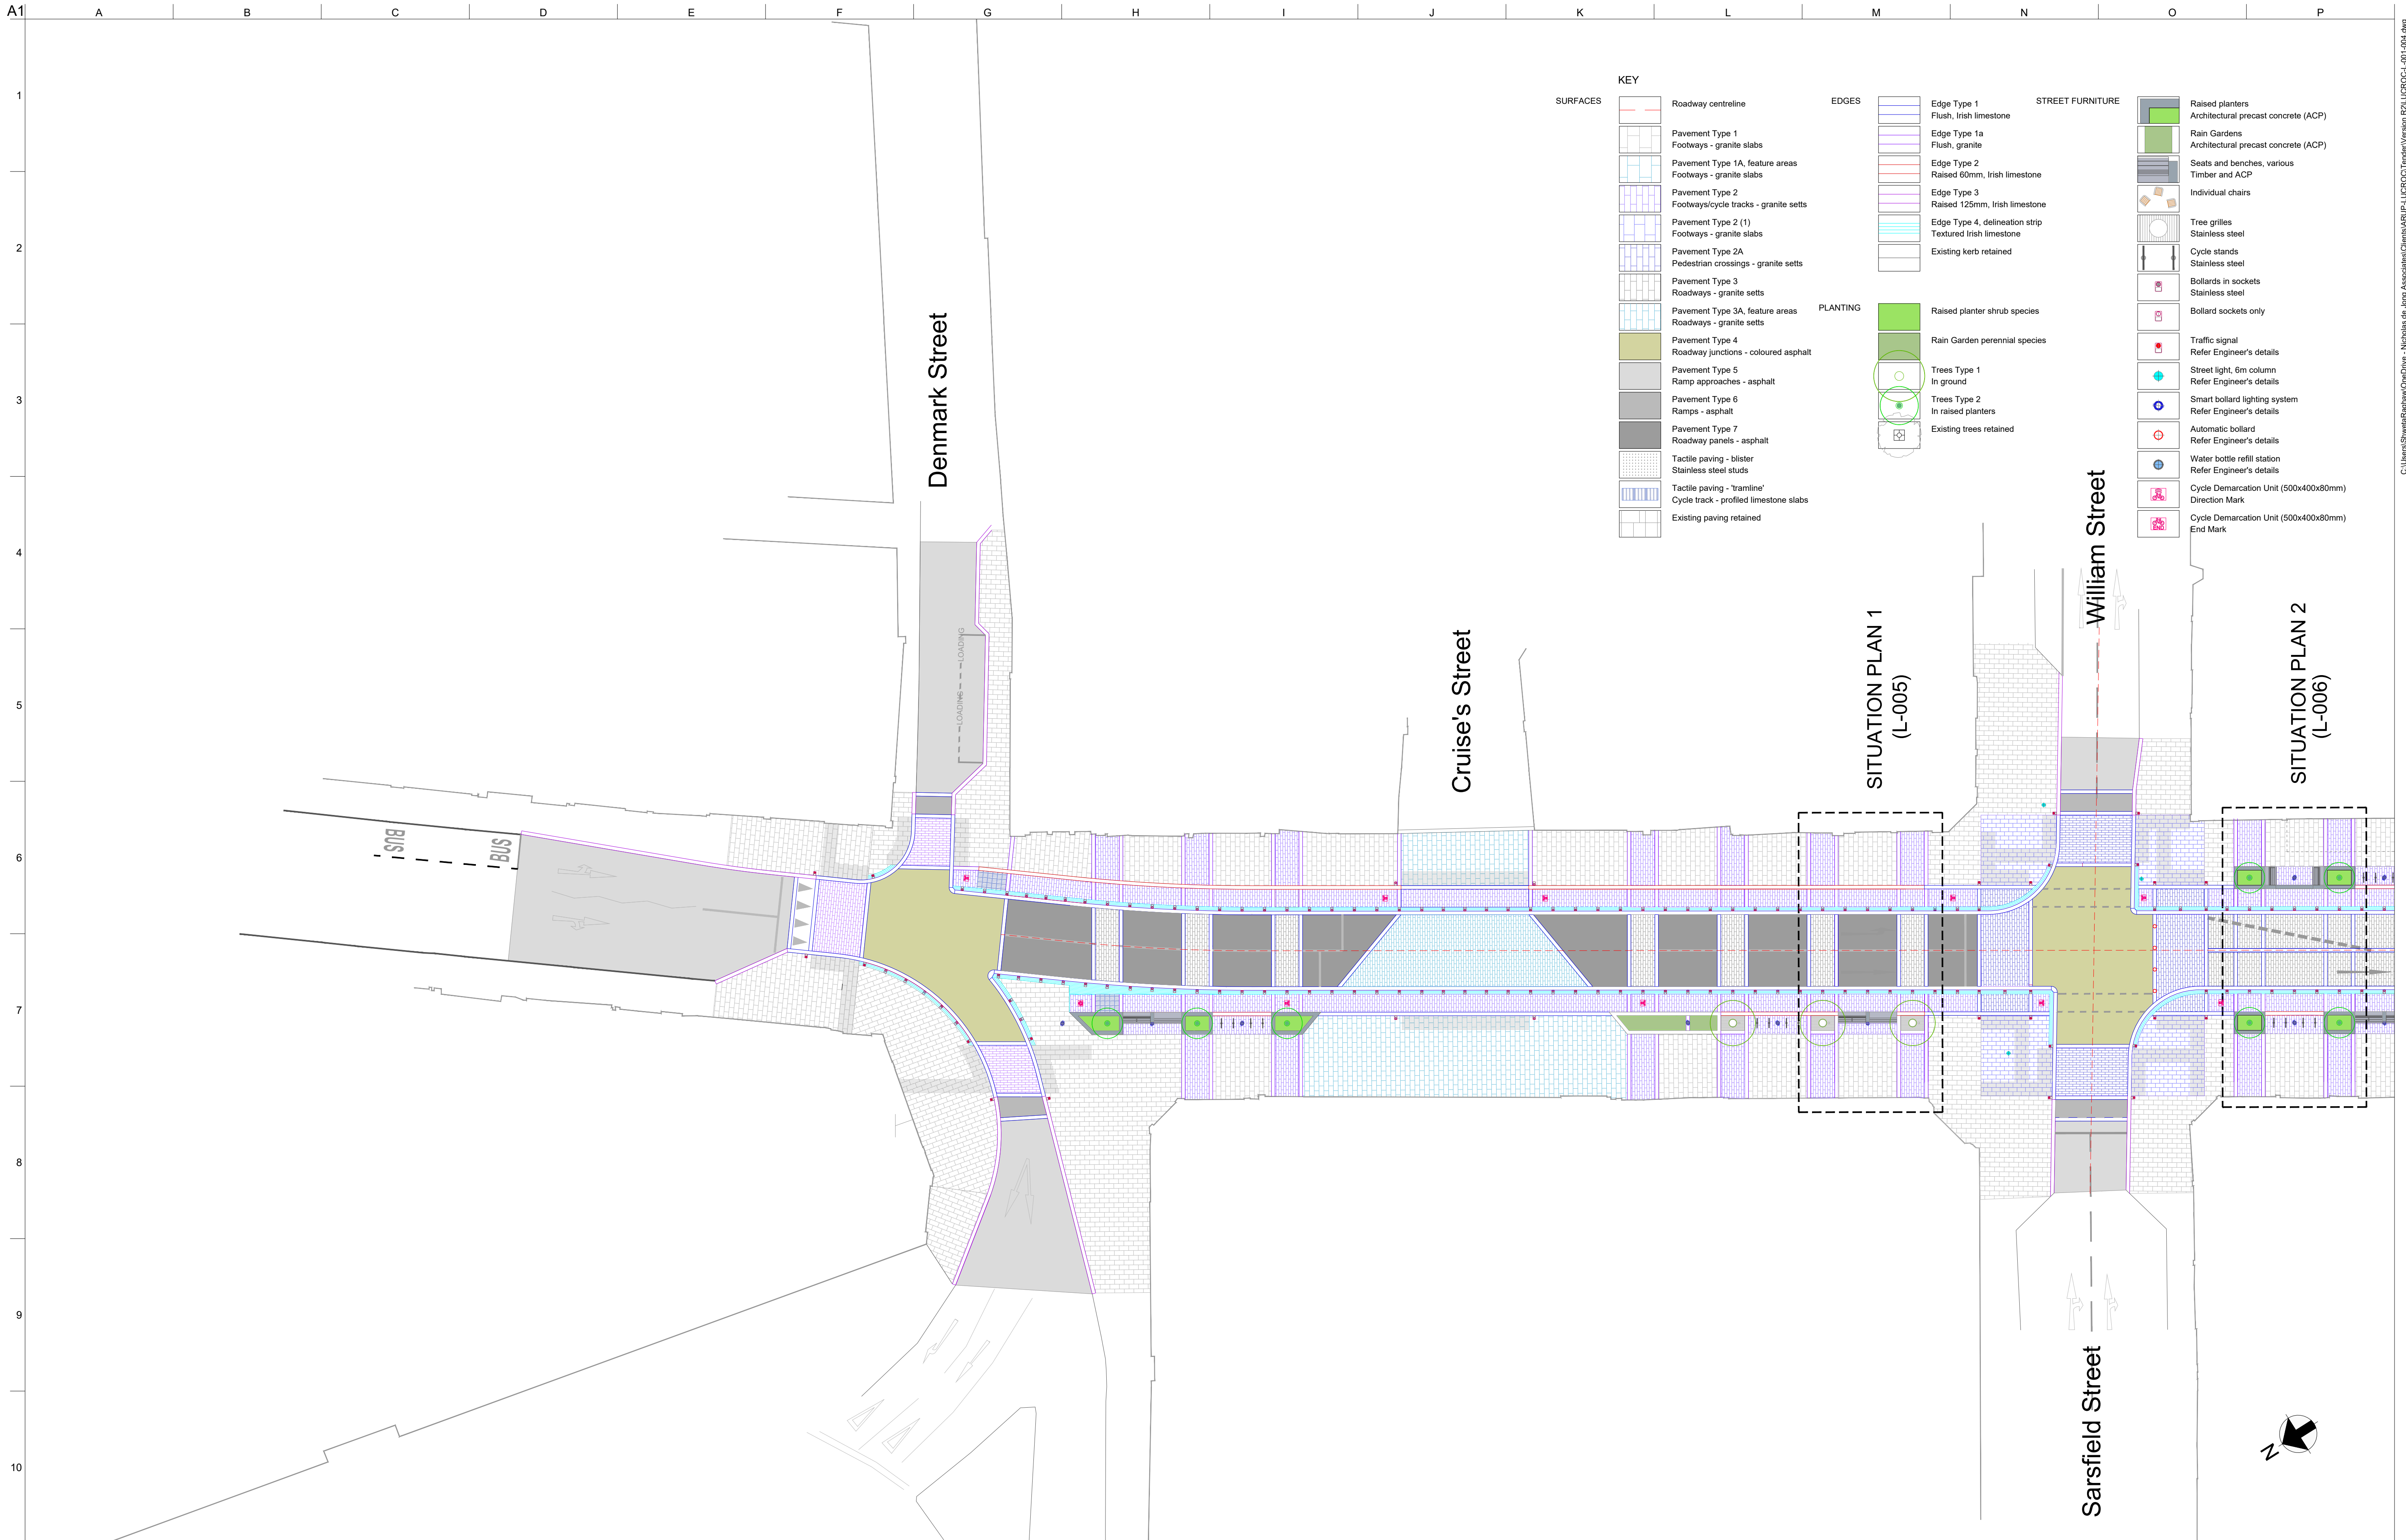 A1
A
B
C
D
E
F
G
H
I
J
K
L
M
N
O
P
1
2
3
4
5
6
7
8
9
10
KEY
SURFACES
Roadway centreline
Pavement Type 1
Footways - granite slabs
Pavement Type 1A, feature areas
Footways - granite slabs
Pavement Type 2
Footways/cycle tracks - granite setts
Pavement Type 2 (1)
Footways - granite slabs
Pavement Type 2A
Pedestrian crossings - granite setts
Pavement Type 3
Roadways - granite setts
Pavement Type 3A, feature areas
Roadways - granite setts
Pavement Type 4
Roadway junctions - coloured asphalt
Pavement Type 5
Ramp approaches - asphalt
Pavement Type 6
Ramps - asphalt
Pavement Type 7
Roadway panels - asphalt
Tactile paving - blister
Stainless steel studs
Tactile paving - 'tramline'
Cycle track - profiled limestone slabs
Existing paving retained
EDGES
Edge Type 1
Flush, Irish limestone
Edge Type 1a
Flush, granite
Edge Type 2
Raised 60mm, Irish limestone
Edge Type 3
Raised 125mm, Irish limestone
Edge Type 4, delineation strip
Textured Irish limestone
Existing kerb retained
PLANTING
Raised planter shrub species
Rain Garden perennial species
Trees Type 1
In ground
Trees Type 2
In raised planters
Existing trees retained
STREET FURNITURE
Raised planters
Architectural precast concrete (ACP)
Rain Gardens
Architectural precast concrete (ACP)
Seats and benches, various
Timber and ACP
Individual chairs
Tree grilles
Stainless steel
Cycle stands
Stainless steel
Bollards in sockets
Stainless steel
Bollard sockets only
Traffic signal
Refer Engineer's details
Street light, 6m column
Refer Engineer's details
Smart bollard lighting system
Refer Engineer's details
Automatic bollard
Refer Engineer's details
Water bottle refill station
Refer Engineer's details
Cycle Demarcation Unit (500x400x80mm)
Direction Mark
END
Cycle Demarcation Unit (500x400x80mm)
End Mark
Denmark Street
LOADING
LOADING
BUS
BUS
Cruise's Street
SITUATION PLAN 1
(L-005)
William Street
SITUATION PLAN 2
(L-006)
Sarsfield Street
N